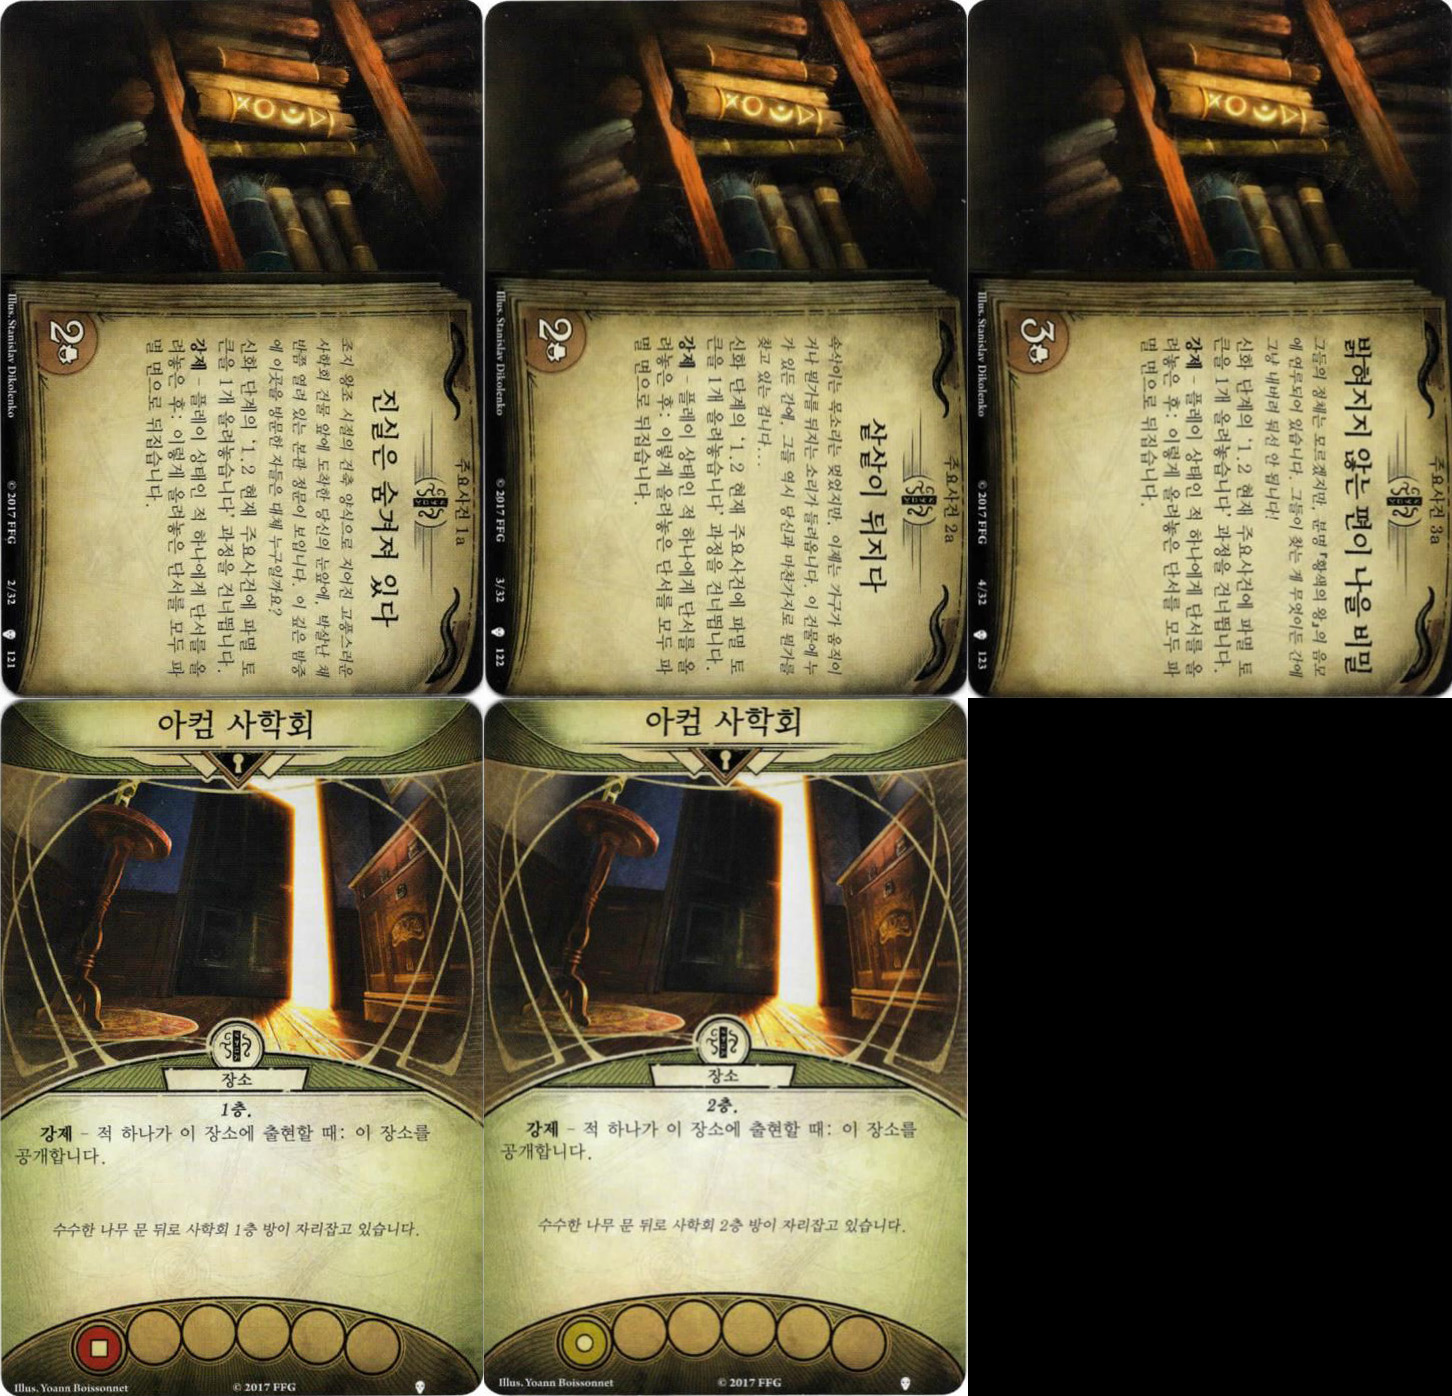 주요사건 1a
진실은 숨겨져 있다
조지 왕조 시절의 건축 양식으로 지어진 고풍스러운
사학회 건물 앞에 도착한 당신의 눈앞에, 박살난 채
반쯤 열려 있는 본관 정문이 보입니다. 이 깊은 밤중
에 이곳을 방문한 자들은 대체 누구일까요?
신화 단계의 '1.2 현재 주요사건에 파멸 토
큰을 1개 올려놓습니다' 과정을 건너뜁니다.
강제 – 플레이 상태인 적 하나에게 단서를 올
려놓은 후: 이렇게 올려놓은 단서를 모두 파
멸 면으로 뒤집습니다.
2
Illus. Stanislav Dikolenko
© 2017 FFG
2/32
121
주요사건 2a
샅샅이 뒤지다
속삭이는 목소리는 멎었지만, 이제는 가구가 움직이
거나 뭔가를 뒤지는 소리가 들려옵니다. 이 건물에 누
가 있든 간에, 그들 역시 당신과 마찬가지로 뭔가를
찾고 있는 겁니다...
신화 단계의 '1.2 현재 주요사건에 파멸 토
큰을 1개 올려놓습니다' 과정을 건너뜁니다.
강제 – 플레이 상태인 적 하나에게 단서를 올
려놓은 후: 이렇게 올려놓은 단서를 모두 파
멸 면으로 뒤집습니다.
2
Illus. Stanislav Dikolenko
© 2017 FFG
3/32
122
주요사건 3a
밝혀지지 않는 편이 나을 비밀
그들의 정체는 모르겠지만, 분명 『황색의 왕』의 음모
에 연루되어 있습니다. 그들이 찾는 게 무엇이든 간에
그냥 내버려 둬선 안 됩니다!
신화 단계의 '1.2 현재 주요사건에 파멸 토
큰을 1개 올려놓습니다' 과정을 건너뜁니다.
강제 – 플레이 상태인 적 하나에게 단서를 올
려놓은 후: 이렇게 올려놓은 단서를 모두 파
멸 면으로 뒤집습니다.
3
Illus. Stanislav Dikolenko
© 2017 FFG
4/32
123
아컴 사학회
장소
1층.
강제 – 적 하나가 이 장소에 출현할 때: 이 장소를
공개합니다.
수수한 나무 문 뒤로 사학회 1층 방이 자리잡고 있습니다.
Illus. Yoann Boissonnet
© 2017 FFG
아컴 사학회
장소
2층.
강제 – 적 하나가 이 장소에 출현할 때: 이 장소를
공개합니다.
수수한 나무 문 뒤로 사학회 2층 방이 자리잡고 있습니다.
Illus. Yoann Boissonnet
© 2017 FFG